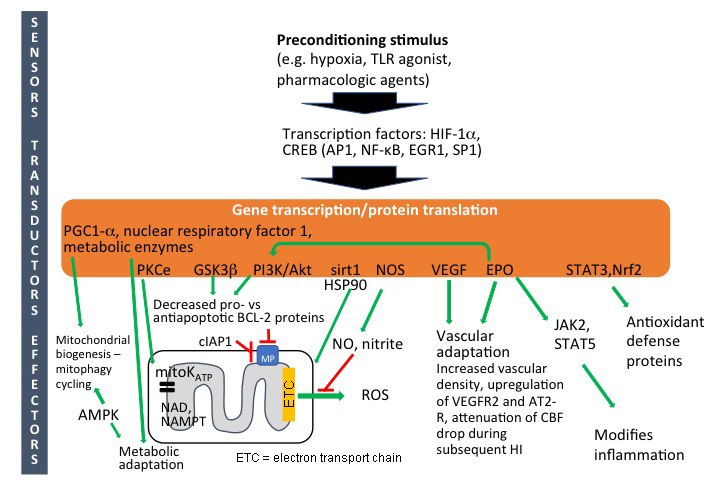 SENSORS TRANSDUCTORS EFFECTORS
Preconditioning stimulus
(e.g. hypoxia, TLR agonist,
pharmacologic agents)
Transcription factors: HIF-1α,
CREB (AP1, NF-κB, EGR1, SP1)
Gene transcription/protein translation
PGC1-α, nuclear respiratory factor 1,
metabolic enzymes
PKCe GSK3β PI3K/Akt sirt1 NOS VEGF EPO STAT3,Nrf2
HSP90
Decreased pro- vs
antiapoptotic BCL-2 proteins
Mitochondrial
biogenesis –
mitophagy
cycling
AMPK
Metabolic
adaptation
cIAP1
MP
mitoKATP
NAD,
NAMPT
ETC
NO, nitrite
ROS
ETC = electron transport chain
Vascular
adaptation
Increased vascular
density, upregulation
of VEGFR2 and AT2-
R, attenuation of CBF
drop during
subsequent HI
JAK2,
STAT5
Modifies
inflammation
Antioxidant
defense
proteins